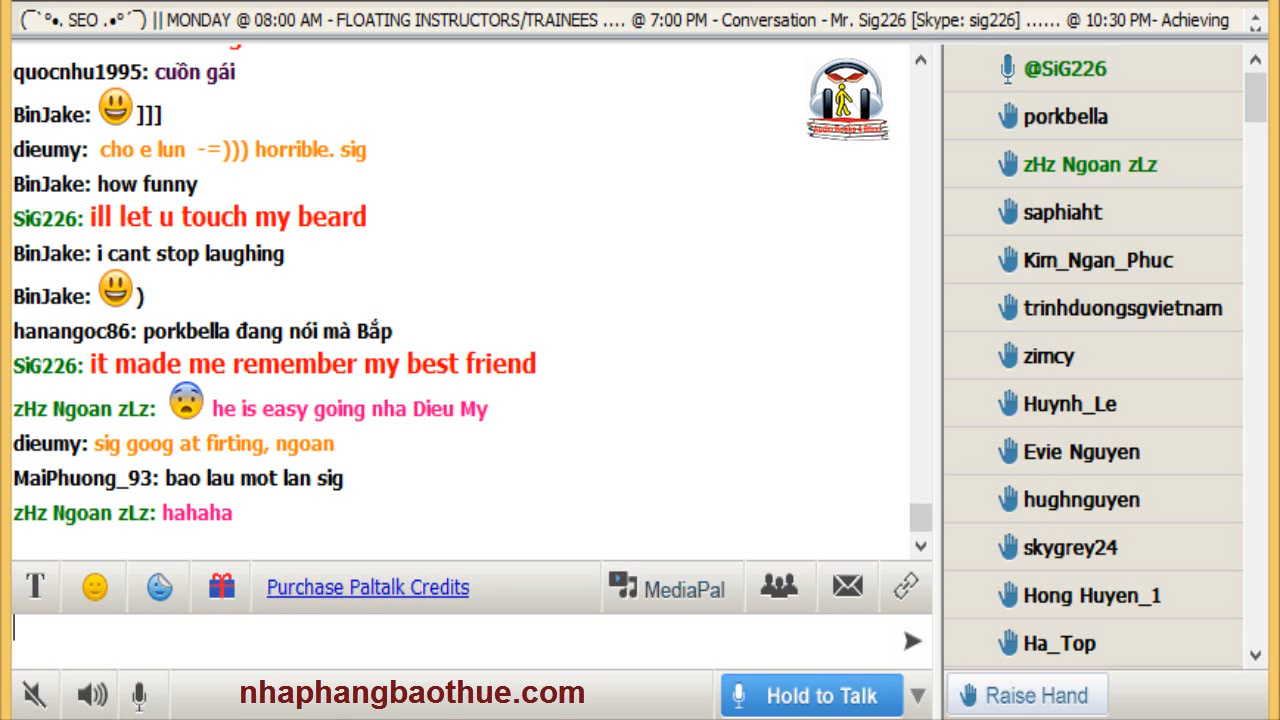 (¯`°•. SEO .•°´¯) || MONDAY @ 08:00 AM - FLOATING INSTRUCTORS/TRAINEES .... @ 7:00 PM - Conversation - Mr. Sig226 [Skype: sig226] ...... @ 10:30 PM- Achieving
quocnhu1995: cuồn gái
BinJake: 😃 ]]]
dieumy: cho e lun -=))) horrible. sig
BinJake: how funny
SiG226: ill let u touch my beard
BinJake: i cant stop laughing
BinJake: 😃 )
hanangoc86: porkbella đang nói mà Bắp
SiG226: it made me remember my best friend
zHz Ngoan zLz: 😨 he is easy going nha Dieu My
dieumy: sig goog at firting, ngoan
MaiPhuong_93: bao lau mot lan sig
zHz Ngoan zLz: hahaha
Audio Books 4 Blind
@SiG226
porkbella
zHz Ngoan zLz
saphiaht
Kim_Ngan_Phuc
trinhduongsgvietnam
zimcy
Huynh_Le
Evie Nguyen
hughnguyen
skygrey24
Hong Huyen_1
Ha_Top
T
Purchase Paltalk Credits
MediaPal
nhaphangbaothue.com
Hold to Talk
Raise Hand